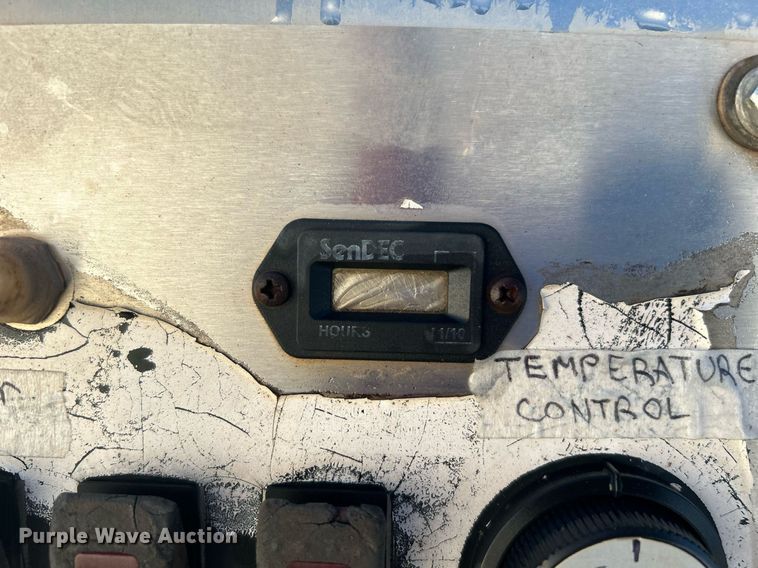 SenDEC
HOURS 1/10
TEMPERATURE
CONTROL
r.
Purple Wave Auction